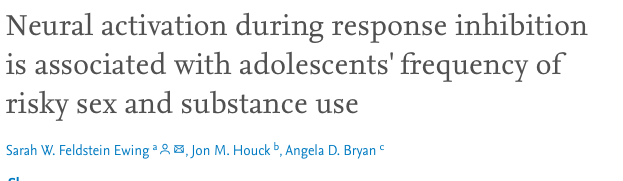 Neural activation during response inhibition
is associated with adolescents' frequency of
risky sex and substance use
Sarah W. Feldstein Ewing a, Jon M. Houck b, Angela D. Bryan c